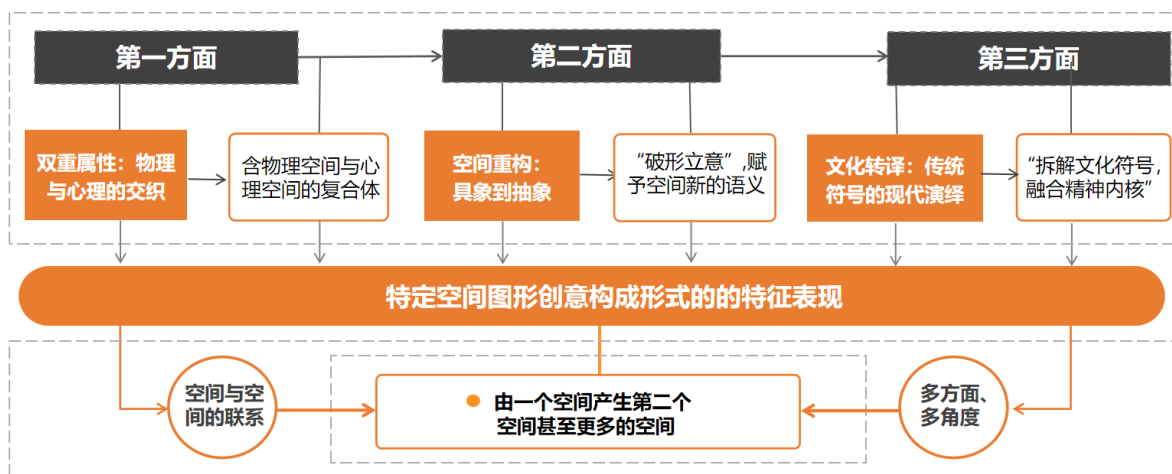 第一方面
第二方面
第三方面
双重属性：物理
与心理的交织
含物理空间与心
理空间的复合体
空间重构：
具象到抽象
“破形立意”,赋
予空间新的语义
文化转译：传统
符号的现代演绎
“拆解文化符号，
融合精神内核”
特定空间图形创意构成形式的的特征表现
空间与空
间的联系
由一个空间产生第二个
空间甚至更多的空间
多方面、
多角度